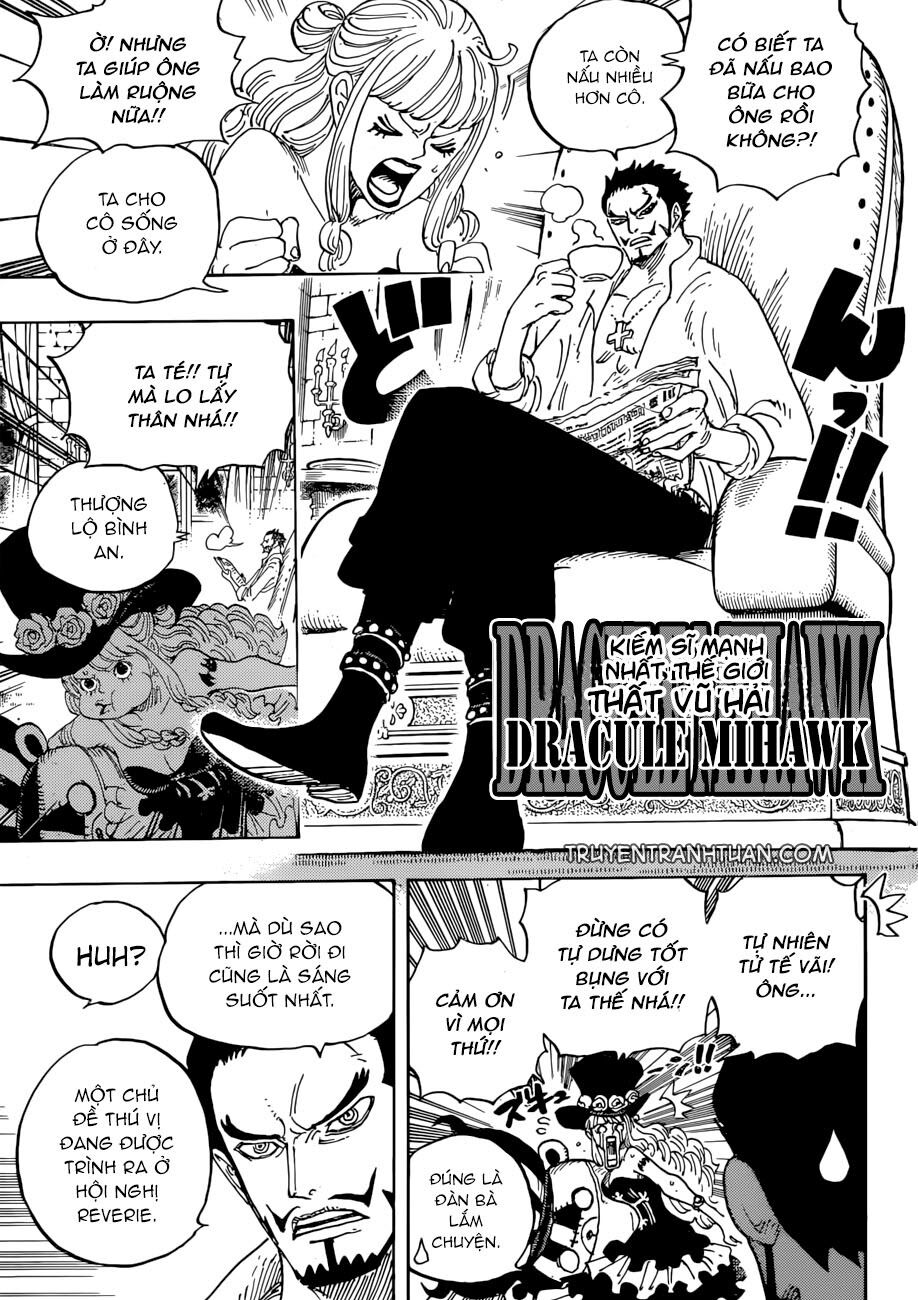 CÓ BIẾT TA
ĐÃ NẤU BAO
BỮA CHO
ÔNG RỒI
KHÔNG?!
TA CÒN
NẤU NHIỀU
HƠN CÔ.
Ờ! NHƯNG
TA GIÚP ÔNG
LÀM RUỘNG
NỮA!!
TA CHO
CÔ SỐNG
Ở ĐÂY.
ド
ん
!!
TA TÉ!! TỰ
MÀ LO LẤY
THÂN NHÁ!!
THƯỢNG
LỘ BÌNH
AN.
KIẾM SĨ MẠNH
NHẤT THẾ GIỚI
THẤT VŨ HẢI
DRACULE MIHAWK
TRUYENTRANHTUAN.COM
TỰ NHIÊN
TỬ TẾ VÃI!
ÔNG...
ĐỪNG CÓ
TỰ DƯNG TỐT
BỤNG VỚI
TA THẾ NHÁ!!
CẢM ƠN
VÌ MỌI
THỨ!!
!!
ĐÚNG LÀ
ĐÀN BÀ
LẮM
CHUYỆN.
...MÀ DÙ SAO
THÌ GIỜ RỜI ĐI
CŨNG LÀ SÁNG
SUỐT NHẤT.
HUH?
MỘT CHỦ
ĐỀ THÚ VỊ
ĐANG ĐƯỢC
TRÌNH RA Ở
HỘI NGHỊ
REVERIE.